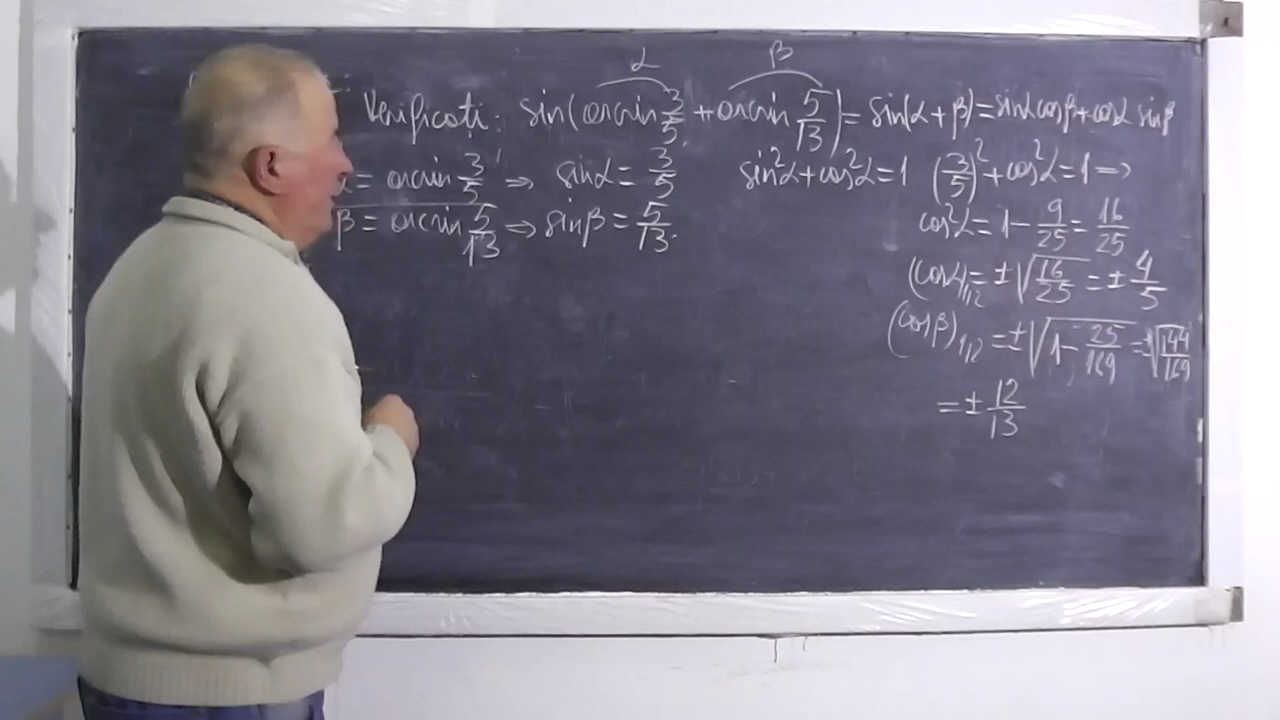 α β
Verificați: sin(arcsin 3/5 + arcsin 5/13) = sin(α + β) = sinα cosβ + cosα sinβ
α = arcsin 3/5 ⇒ sinα = 3/5 sin²α + cos²α = 1 (3/5)² + cos²α = 1 ⇒
β = arcsin 5/13 ⇒ sinβ = 5/13. cos²α = 1 - 9/25 = 16/25
(cosα)₁,₂ = ±√(16/25) = ± 4/5
(cosβ)₁,₂ = ±√(1 - 25/169) = ±√(144/169)
= ± 12/13